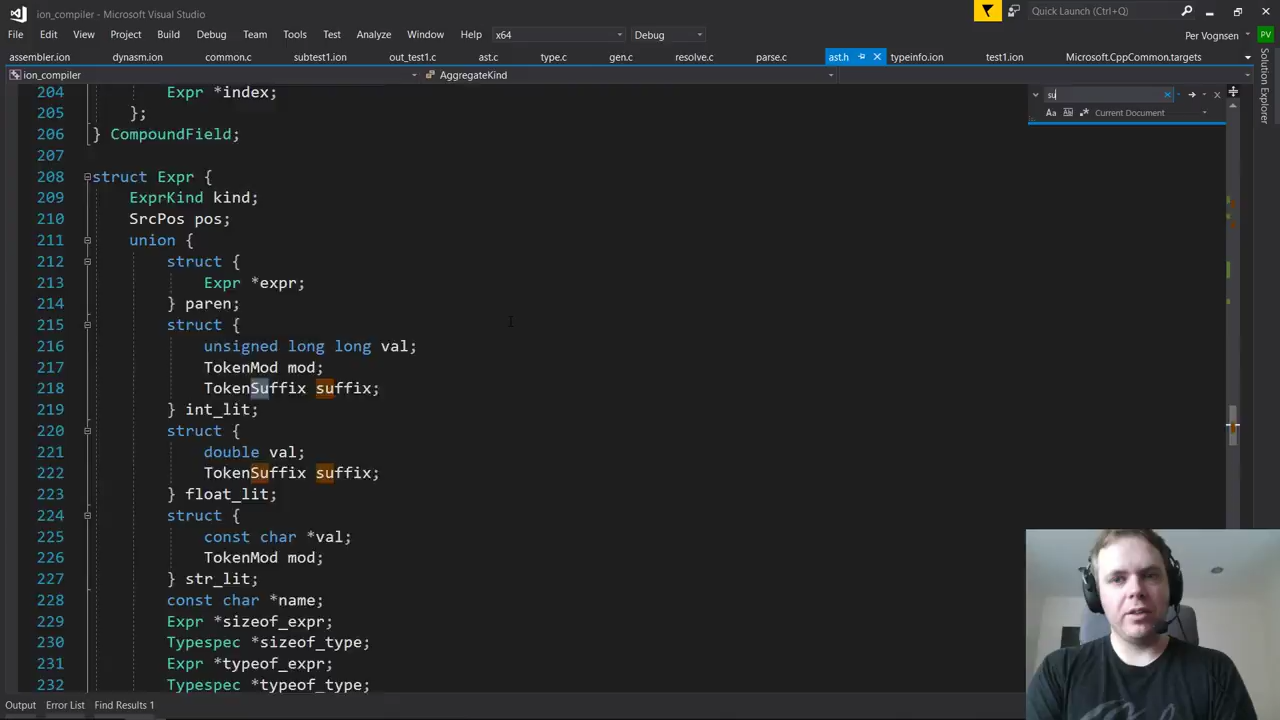 ion_compiler - Microsoft Visual Studio
Quick Launch (Ctrl+Q)
File Edit View Project Build Debug Team Tools Test Analyze Window Help x64 Debug Per Vognsen PV
assembler.ion dynasm.ion common.c subtest1.ion out_test1.c ast.c type.c gen.c resolve.c parse.c ast.h typeinfo.ion test1.ion Microsoft.CppCommon.targets
Solution Explorer
ion_compiler AggregateKind
su
Aa Ab Current Document
204 Expr *index;
205 };
206 } CompoundField;
207
208 struct Expr {
209 ExprKind kind;
210 SrcPos pos;
211 union {
212 struct {
213 Expr *expr;
214 } paren;
215 struct {
216 unsigned long long val;
217 TokenMod mod;
218 TokenSuffix suffix;
219 } int_lit;
220 struct {
221 double val;
222 TokenSuffix suffix;
223 } float_lit;
224 struct {
225 const char *val;
226 TokenMod mod;
227 } str_lit;
228 const char *name;
229 Expr *sizeof_expr;
230 Typespec *sizeof_type;
231 Expr *typeof_expr;
232 Typespec *typeof_type;
Output Error List Find Results 1